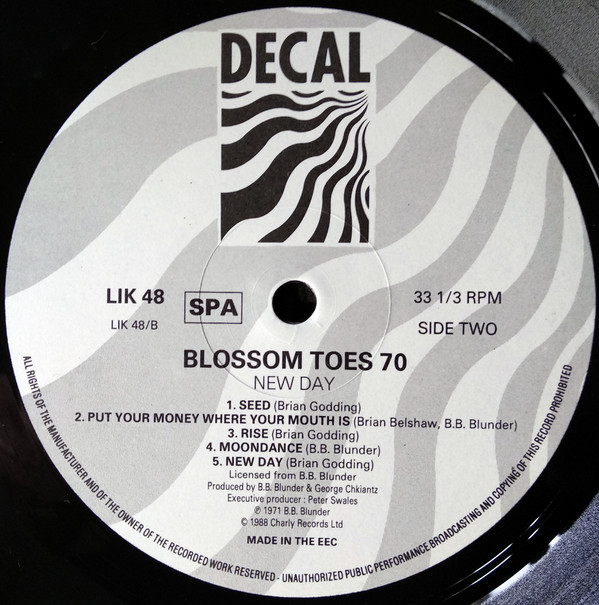 DECAL
LIK 48
SPA
33 1/3 RPM
LIK 48/B
SIDE TWO
BLOSSOM TOES 70
NEW DAY
1. SEED (Brian Godding)
2. PUT YOUR MONEY WHERE YOUR MOUTH IS (Brian Belshaw, B.B. Blunder)
3. RISE (Brian Godding)
4. MOONDANCE (B.B. Blunder)
5. NEW DAY (Brian Godding)
Licensed from B.B. Blunder
Produced by B.B. Blunder & George Chkiantz
Executive producer : Peter Swales
℗ 1971 B.B. Blunder
© 1988 Charly Records Ltd
MADE IN THE EEC
ALL RIGHTS OF THE MANUFACTURER AND OF THE OWNER OF THE RECORDED WORK RESERVED - UNAUTHORIZED PUBLIC PERFORMANCE BROADCASTING AND COPYING OF THIS RECORD PROHIBITED